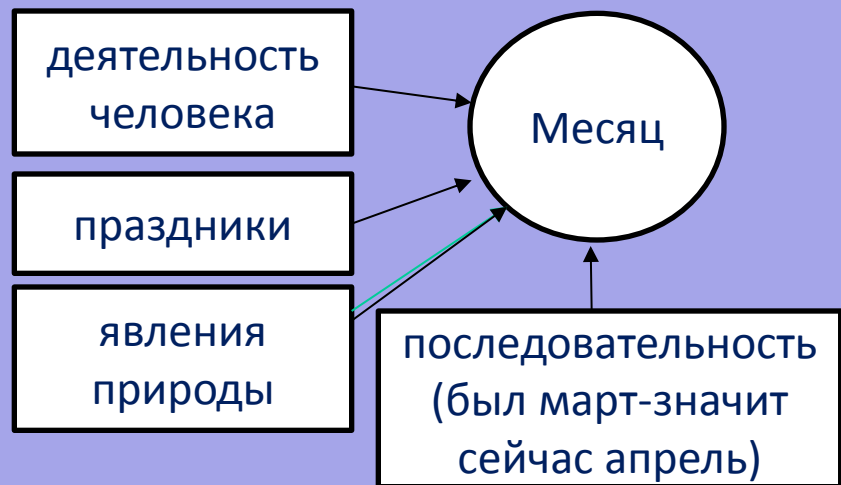 деятельность
человека
Месяц
праздники
явления
природы
последовательность
(был март-значит
сейчас апрель)